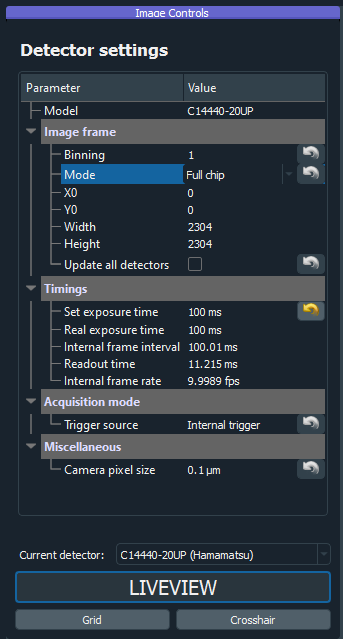 Image Controls
Detector settings
Parameter Value
Model C14440-20UP
Image frame
Binning 1
Mode Full chip
X0 0
Y0 0
Width 2304
Height 2304
Update all detectors
Timings
Set exposure time 100 ms
Real exposure time 100 ms
Internal frame interval 100.01 ms
Readout time 11.215 ms
Internal frame rate 9.9989 fps
Acquisition mode
Trigger source Internal trigger
Miscellaneous
Camera pixel size 0.1 µm
Current detector: C14440-20UP (Hamamatsu)
LIVEVIEW
Grid Crosshair